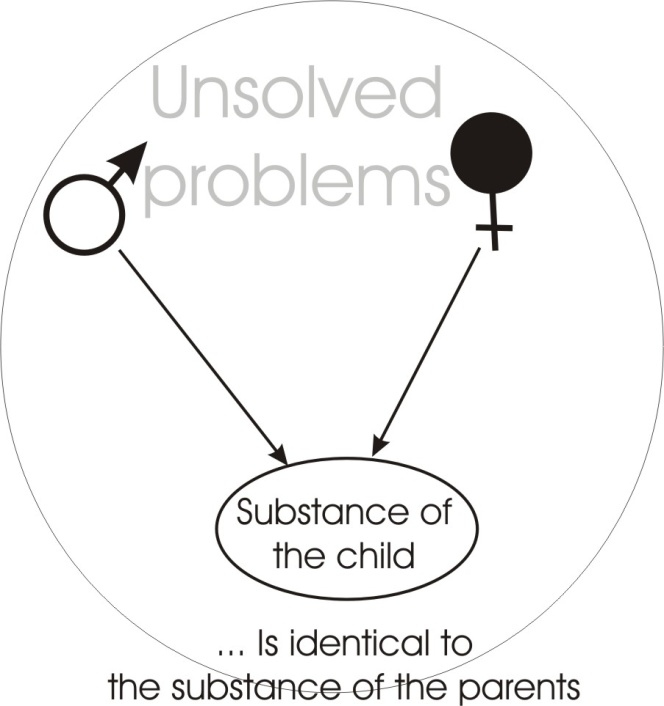 Unsolved
problems
Substance of
the child
... Is identical to
the substance of the parents